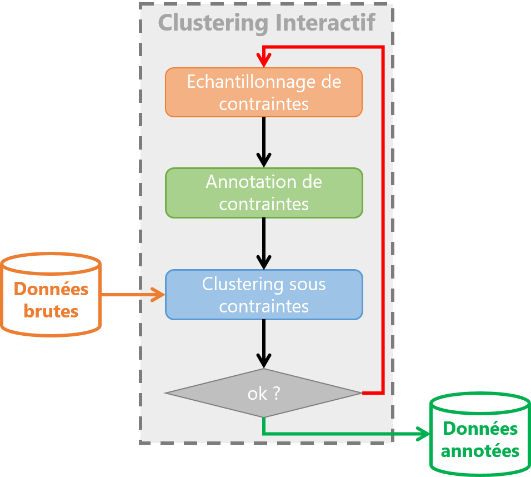 Clustering Interactif
Echantillonnage de
contraintes
Annotation de
contraintes
Données
brutes
Clustering sous
contraintes
ok ?
Données
annotées